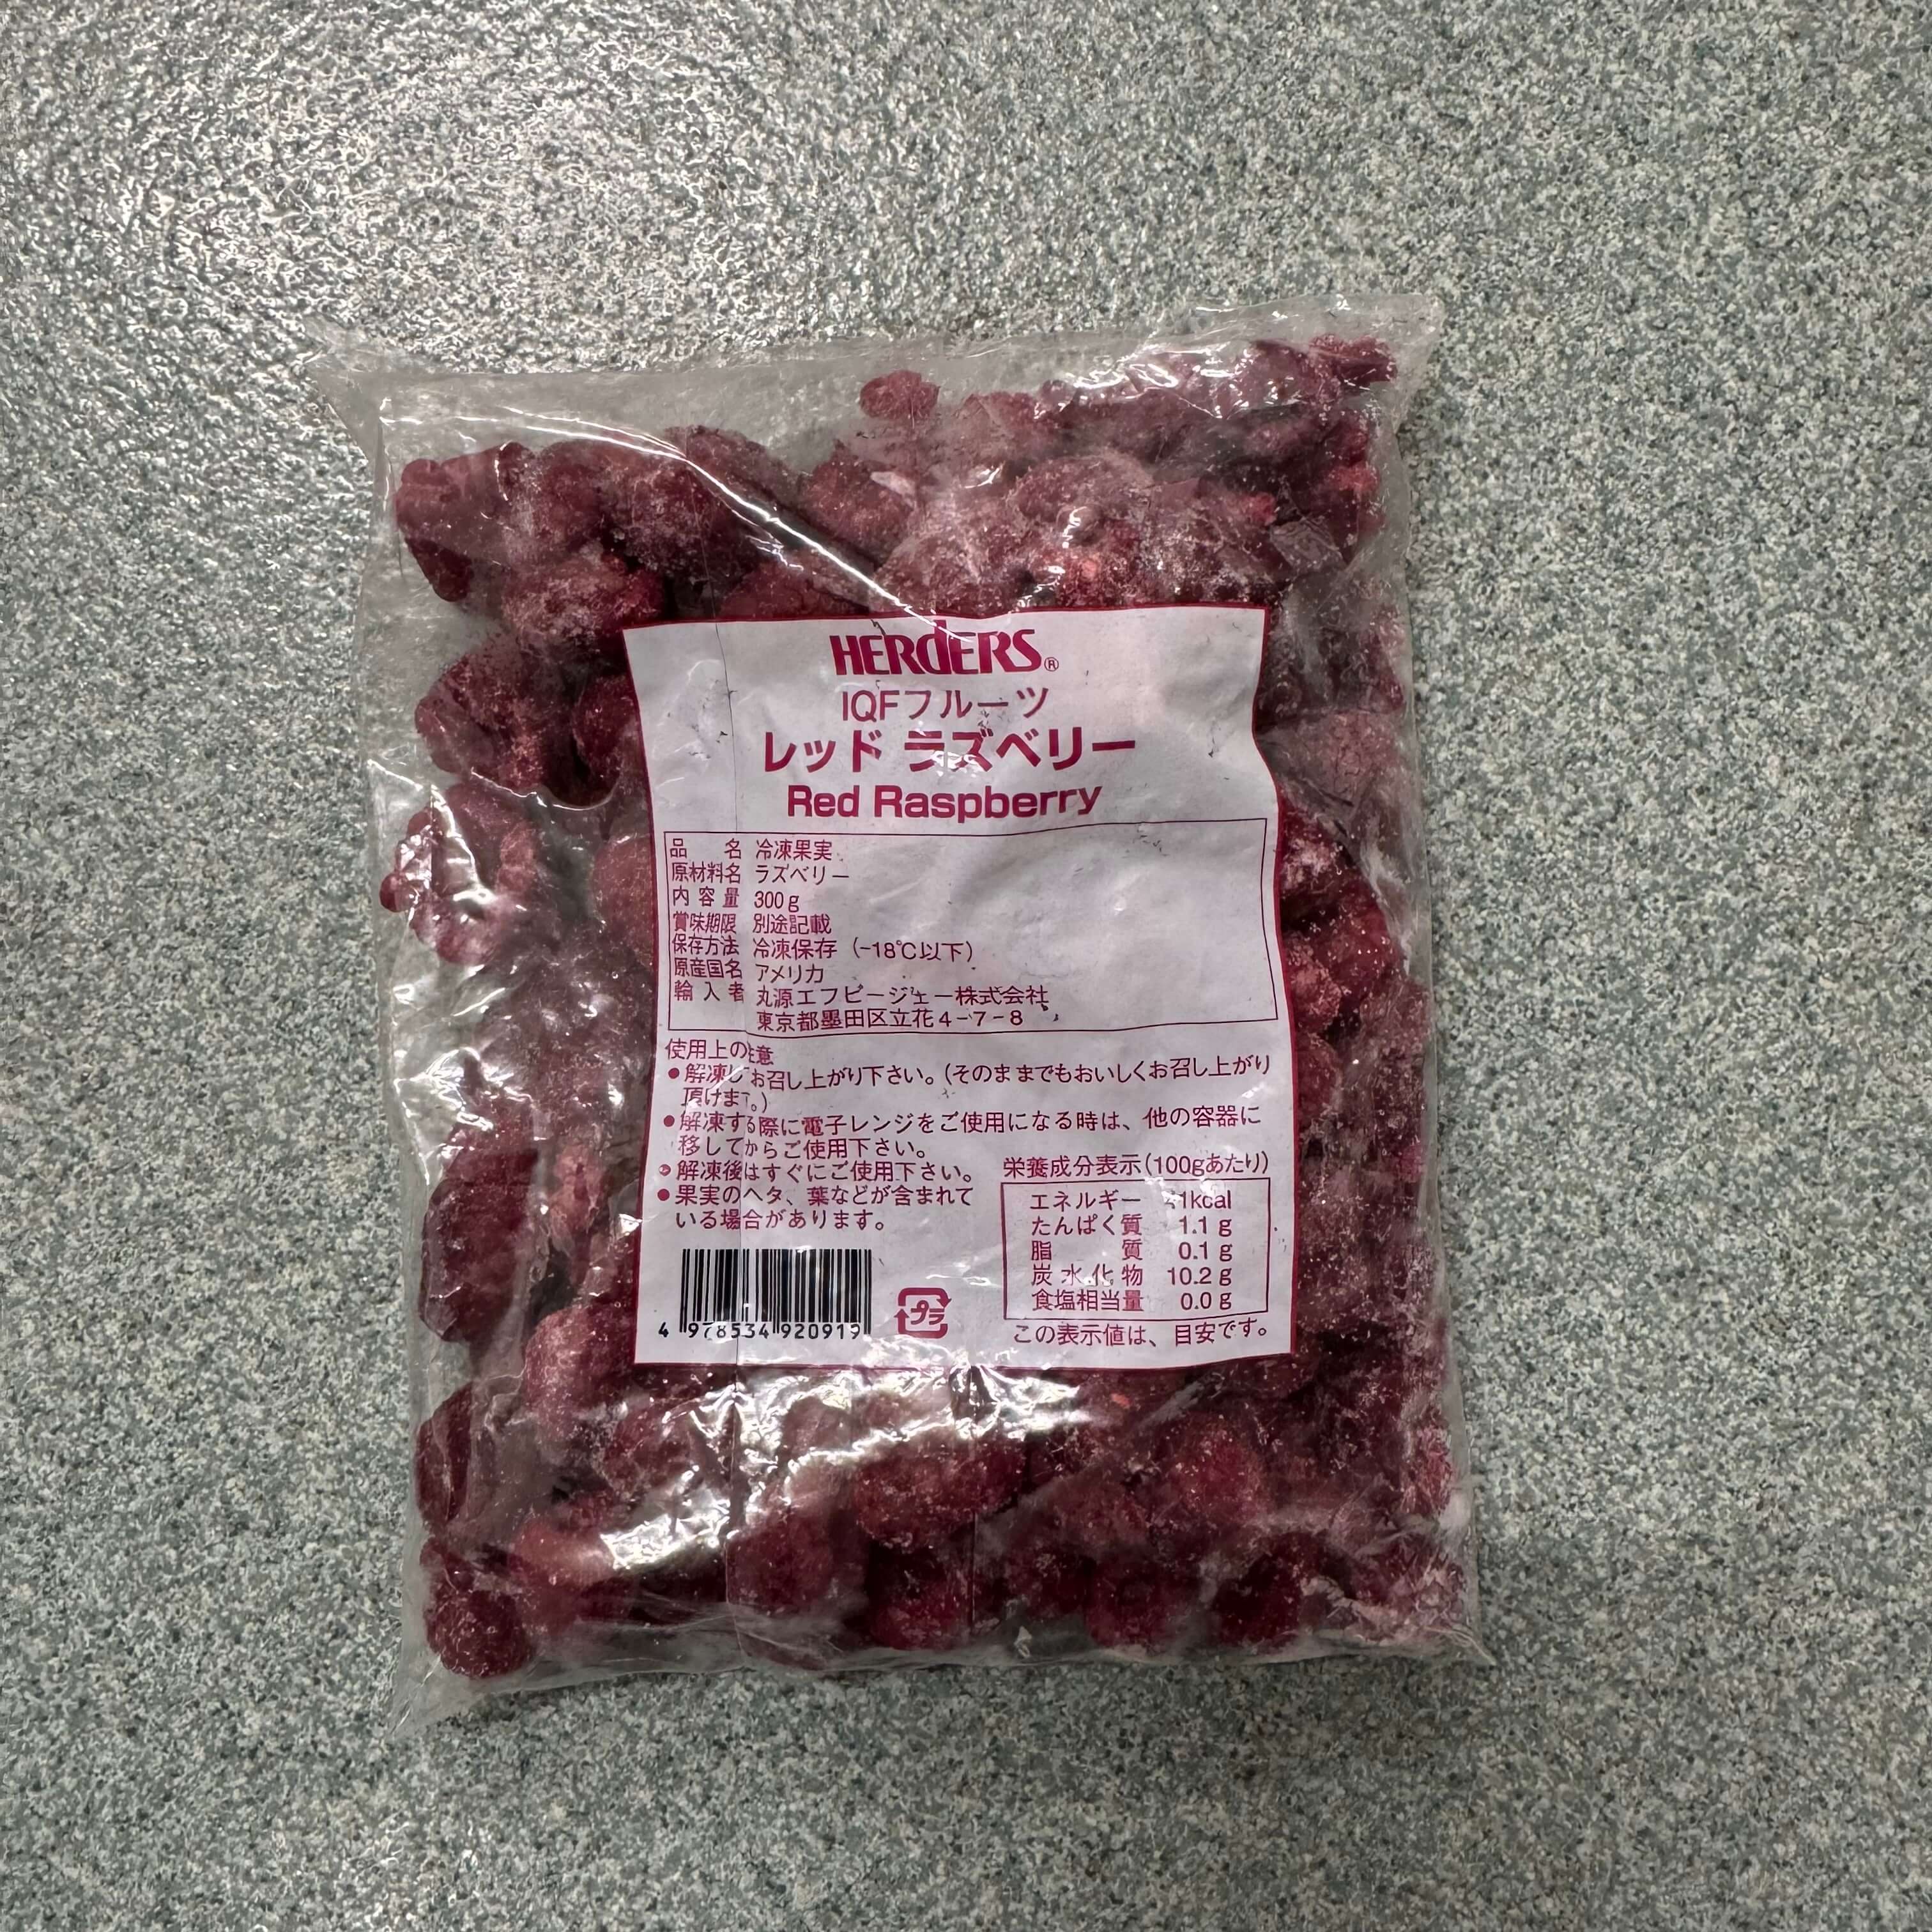 HERDERS®
IQFフルーツ
レッド ラズベリー
Red Raspberry
品 名 冷凍果実
原材料名 ラズベリー
内容量 300g
賞味期限 別途記載
保存方法 冷凍保存（-18℃以下）
原産国名 アメリカ
輸入者 丸源エフビージェー株式会社
東京都墨田区立花4-7-8
使用上の注意
●解凍してお召し上がり下さい。(そのままでもおいしくお召し上がり
頂けます。)
●解凍する際に電子レンジをご使用になる時は、他の容器に
移してからご使用下さい。
●解凍後はすぐにご使用下さい。
●果実のヘタ、葉などが含まれて
いる場合があります。
栄養成分表示(100gあたり)
エネルギー 41kcal
たんぱく質 1.1g
脂質 0.1g
炭水化物 10.2g
食塩相当量 0.0g
この表示値は、目安です。
4 978534 920919
プラ